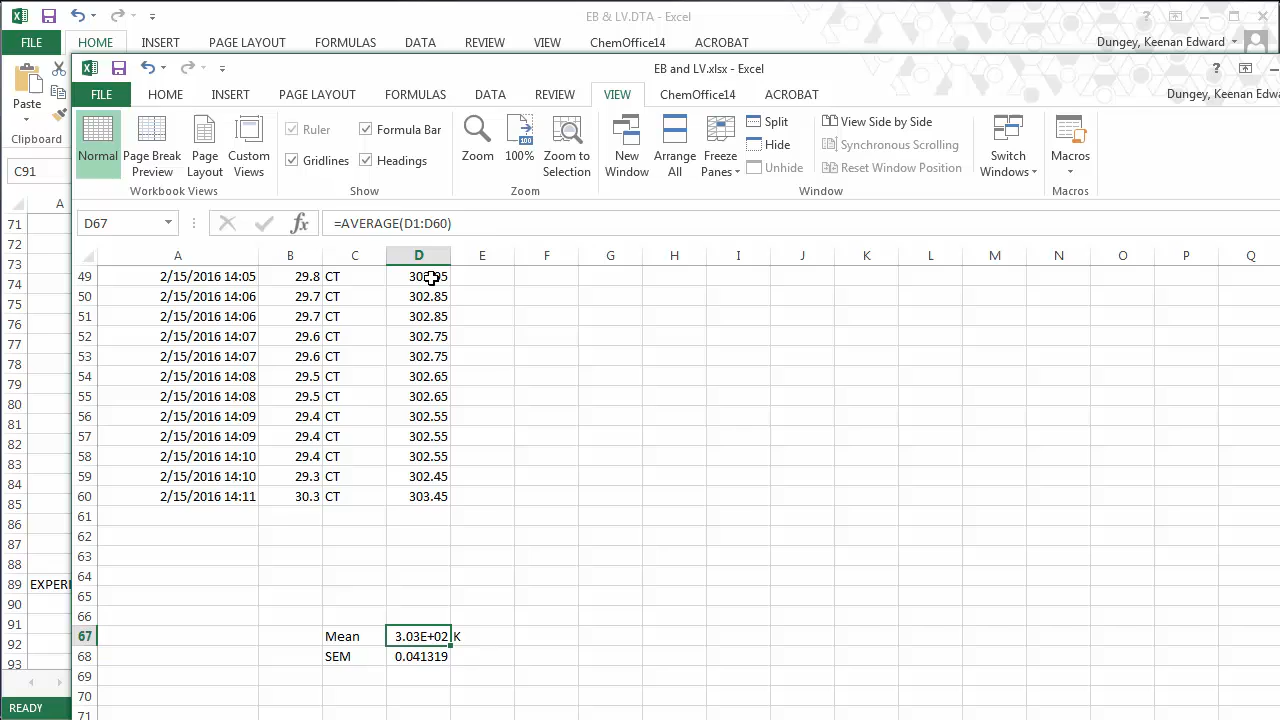 EB & LV.DTA - Excel
FILE HOME INSERT PAGE LAYOUT FORMULAS DATA REVIEW VIEW ChemOffice14 ACROBAT Dungey, Keenan Edward
EB and LV.xlsx - Excel
FILE HOME INSERT PAGE LAYOUT FORMULAS DATA REVIEW VIEW ChemOffice14 ACROBAT Dungey, Keenan Edwa
Paste
Clipboard
C91
Normal
Page Break
Preview
Page
Layout
Custom
Views
Workbook Views
Ruler
Formula Bar
Gridlines
Headings
Show
Zoom
100
100%
Zoom to
Selection
Zoom
New
Window
Arrange
All
Freeze
Panes
Split
Hide
Unhide
View Side by Side
Synchronous Scrolling
Reset Window Position
Switch
Windows
Window
Macros
Macros
D67 fx =AVERAGE(D1:D60)
A B C D E F G H I J K L M N O P Q
49 2/15/2016 14:05 29.8 CT
50 2/15/2016 14:06 29.7 CT 302.85
51 2/15/2016 14:06 29.7 CT 302.85
52 2/15/2016 14:07 29.6 CT 302.75
53 2/15/2016 14:07 29.6 CT 302.75
54 2/15/2016 14:08 29.5 CT 302.65
55 2/15/2016 14:08 29.5 CT 302.65
56 2/15/2016 14:09 29.4 CT 302.55
57 2/15/2016 14:09 29.4 CT 302.55
58 2/15/2016 14:10 29.4 CT 302.55
59 2/15/2016 14:10 29.3 CT 302.45
60 2/15/2016 14:11 30.3 CT 303.45
61
62
63
64
65
66
67 Mean 3.03E+02 K
68 SEM 0.041319
69
70
71
A
71
72
73
74
75
76
77
78
79
80
81
82
83
84
85
86
87
88
89 EXPERI
90
91
92
93
READY